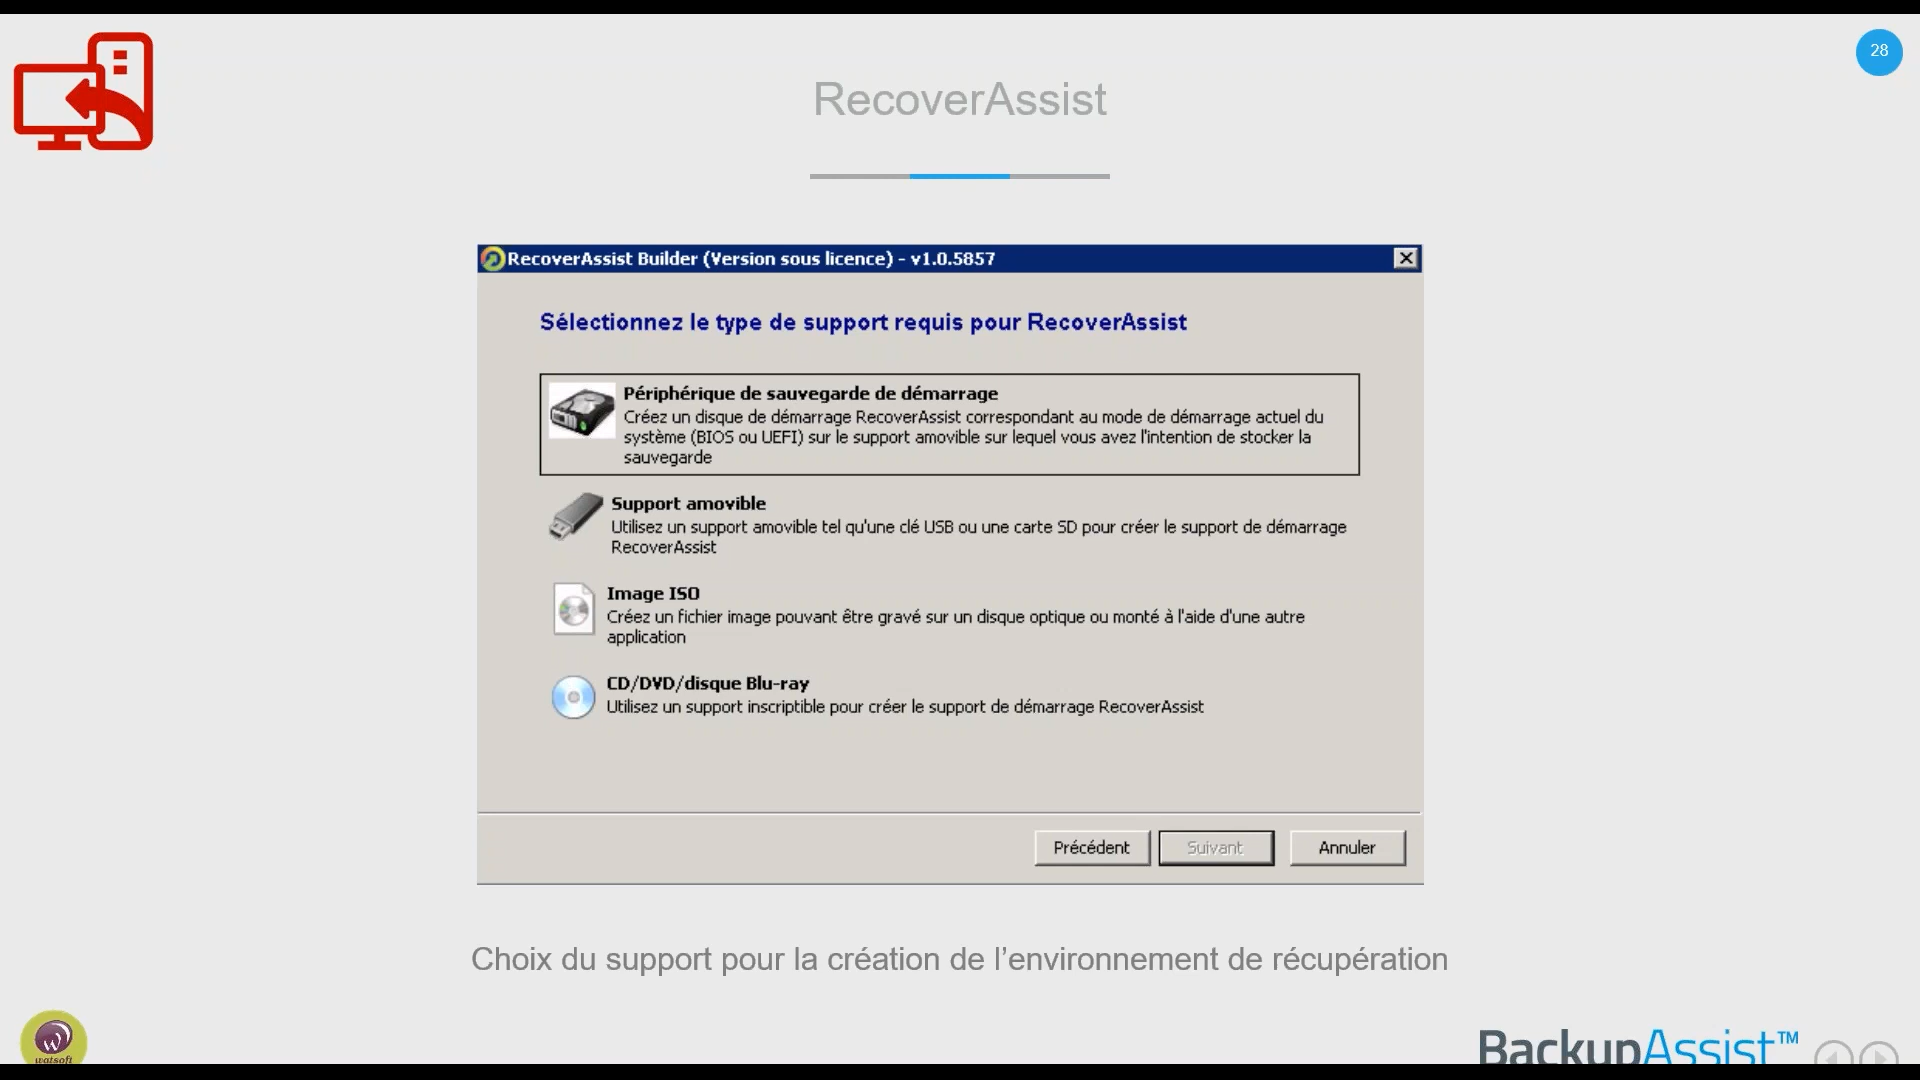 28
RecoverAssist
RecoverAssist Builder (Version sous licence) - v1.0.5857
Sélectionnez le type de support requis pour RecoverAssist
Périphérique de sauvegarde de démarrage
Créez un disque de démarrage RecoverAssist correspondant au mode de démarrage actuel du
système (BIOS ou UEFI) sur le support amovible sur lequel vous avez l'intention de stocker la
sauvegarde
Support amovible
Utilisez un support amovible tel qu'une clé USB ou une carte SD pour créer le support de démarrage
RecoverAssist
Image ISO
Créez un fichier image pouvant être gravé sur un disque optique ou monté à l'aide d'une autre
application
CD/DVD/disque Blu-ray
Utilisez un support inscriptible pour créer le support de démarrage RecoverAssist
Précédent
Suivant
Annuler
Choix du support pour la création de l’environnement de récupération
watsoft
BackupAssist™